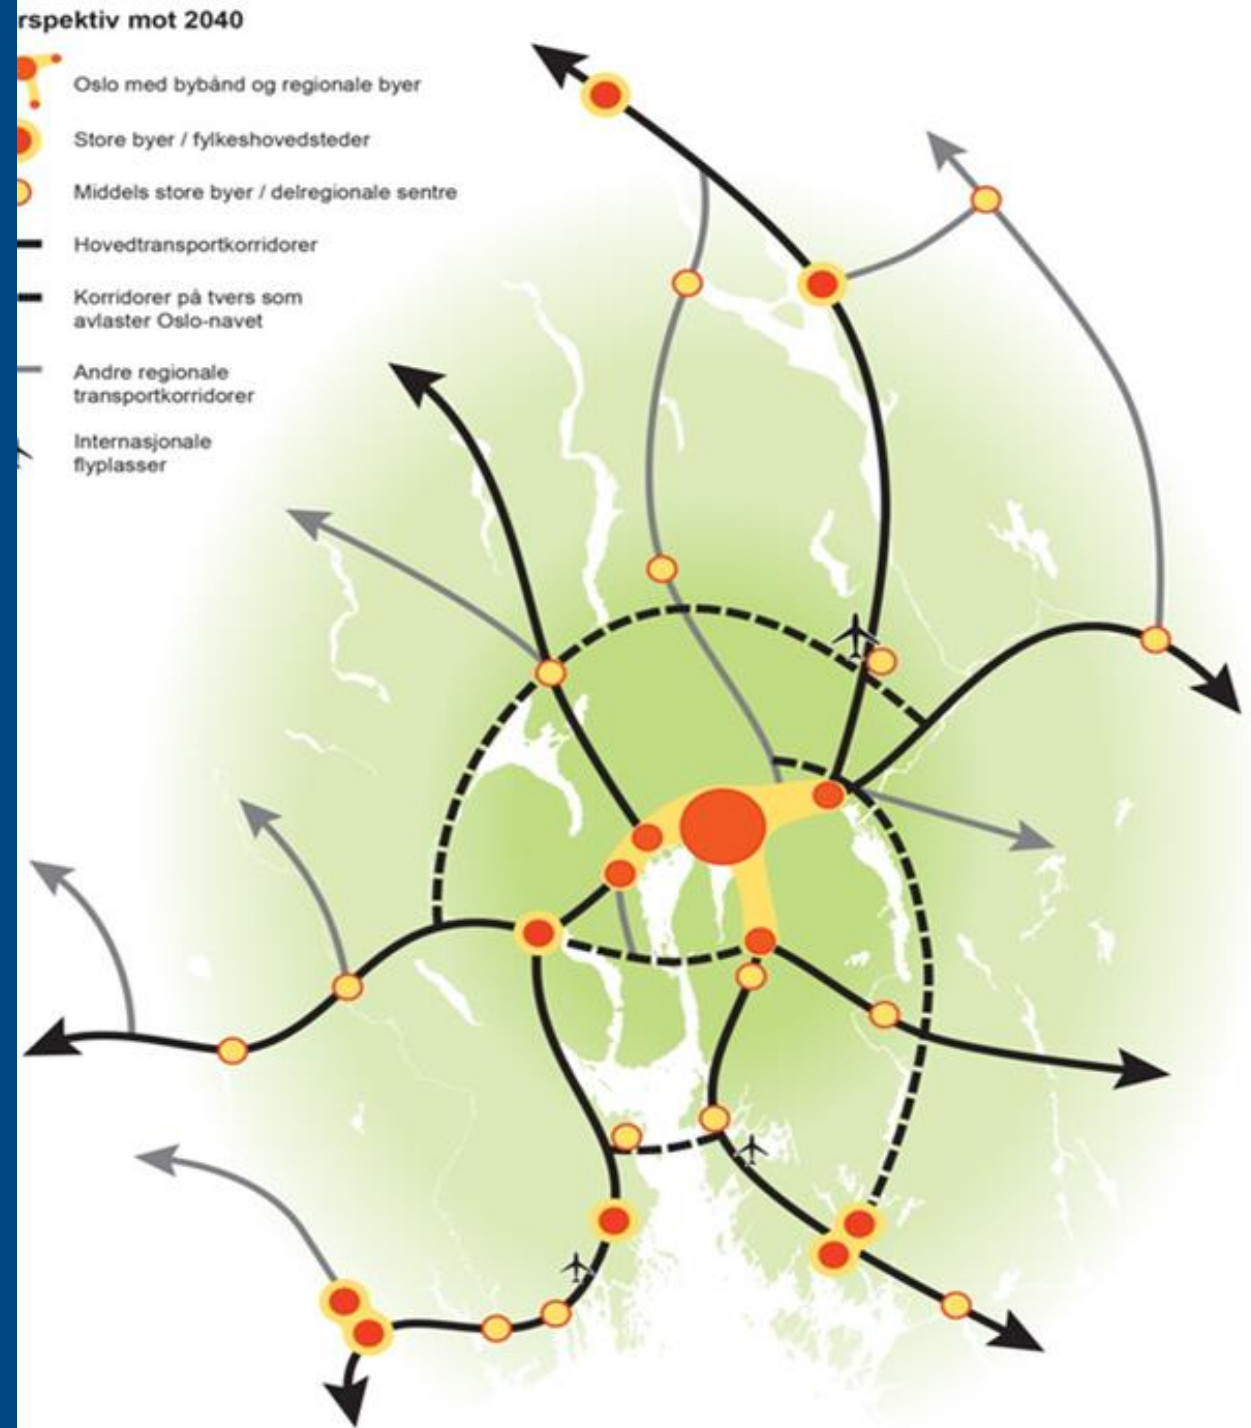 rspektiv mot 2040
Oslo med bybånd og regionale byer
Store byer / fylkeshovedsteder
Middels store byer / delregionale sentre
Hovedtransportkorridorer
Korridorer på tvers som
avlaster Oslo-navet
Andre regionale
transportkorridorer
Internasjonale
flyplasser